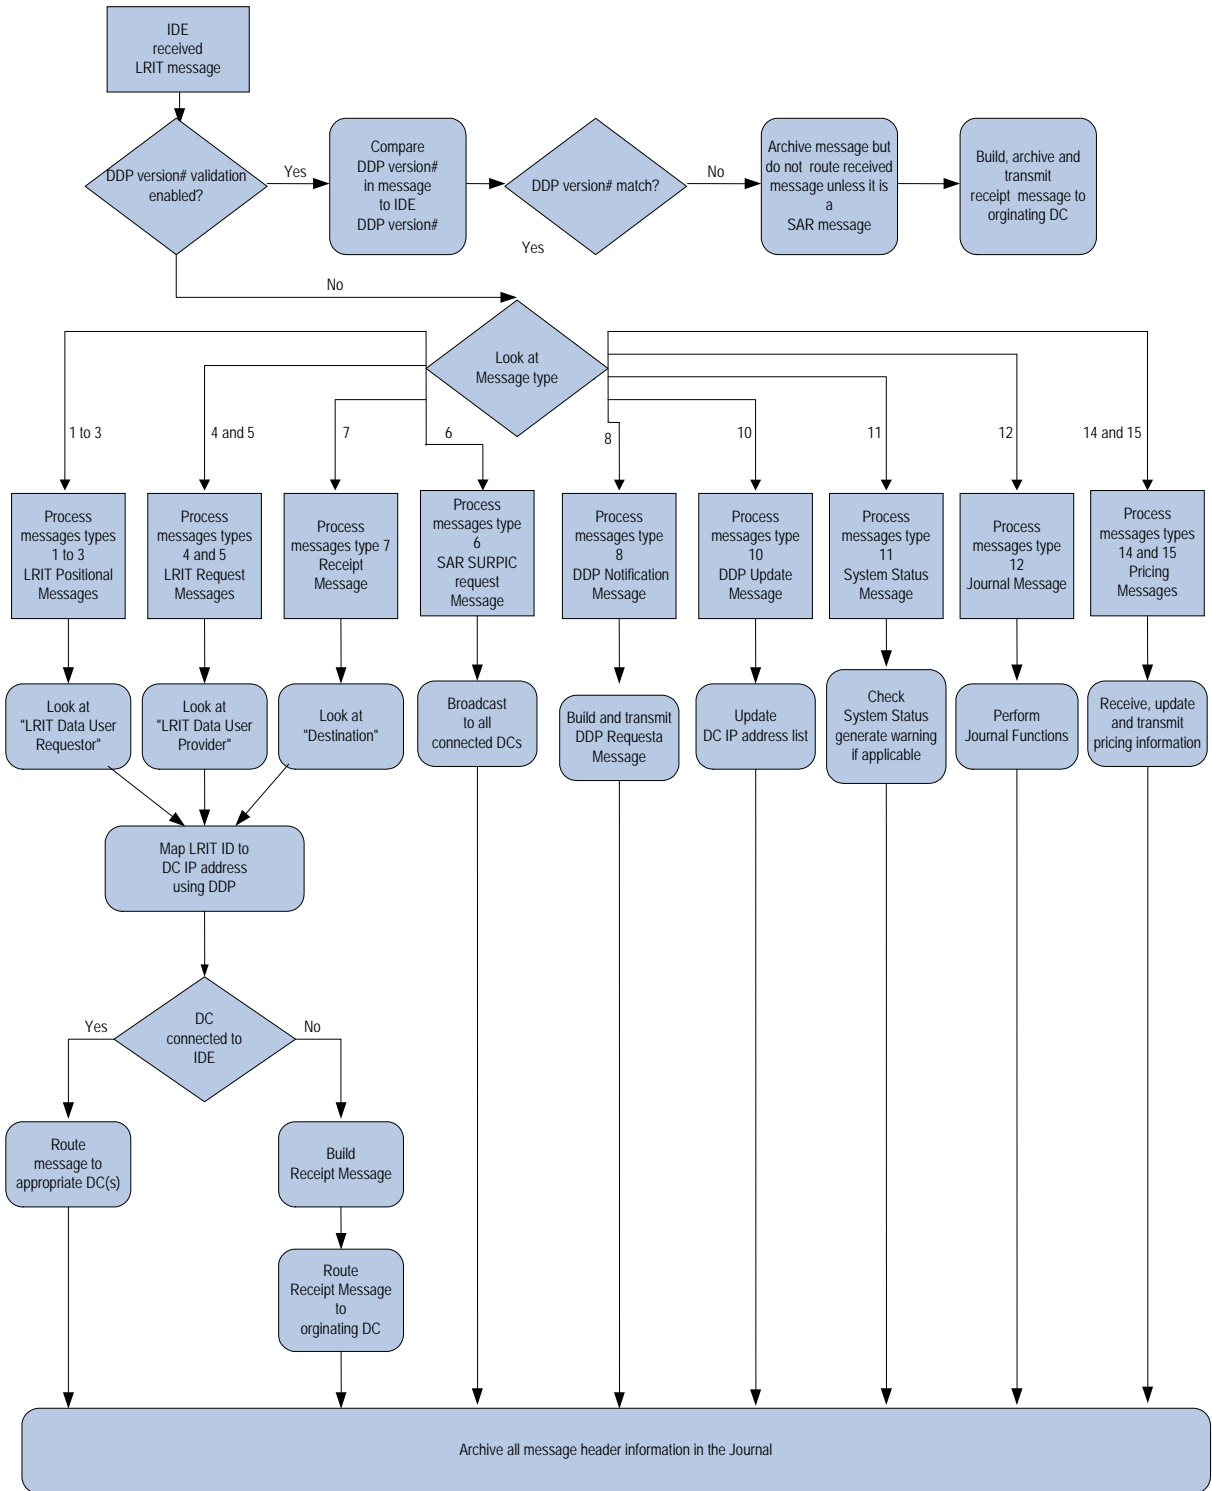 IDE
received
LRIT message
DDP version# validation
enabled?
Yes
Compare
DDP version#
in message
to IDE
DDP version#
DDP version# match?
No
Archive message but
do not route received
message unless it is
a
SAR message
Build, archive and
transmit
receipt message to
orginating DC
Yes
No
Look at
Message type
1 to 3
4 and 5
7
6
8
10
11
12
14 and 15
Process
messages types
1 to 3
LRIT Positional
Messages
Process
messages types
4 and 5
LRIT Request
Messages
Process
messages type 7
Receipt
Message
Process
messages type
6
SAR SURPIC
request
Message
Process
messages type
8
DDP Notification
Message
Process
messages type
10
DDP Update
Message
Process
messages type
11
System Status
Message
Process
messages type
12
Journal Message
Process
messages types
14 and 15
Pricing
Messages
Look at
"LRIT Data User
Requestor"
Look at
"LRIT Data User
Provider"
Look at
"Destination"
Broadcast
to all
connected DCs
Build and transmit
DDP Requesta
Message
Update
DC IP address list
Check
System Status
generate warning
if applicable
Perform
Journal Functions
Receive, update
and transmit
pricing information
Map LRIT ID to
DC IP address
using DDP
DC
connected to
IDE
Yes
No
Route
message to
appropriate DC(s)
Build
Receipt Message
Route
Receipt Message
to
orginating DC
Archive all message header information in the Journal